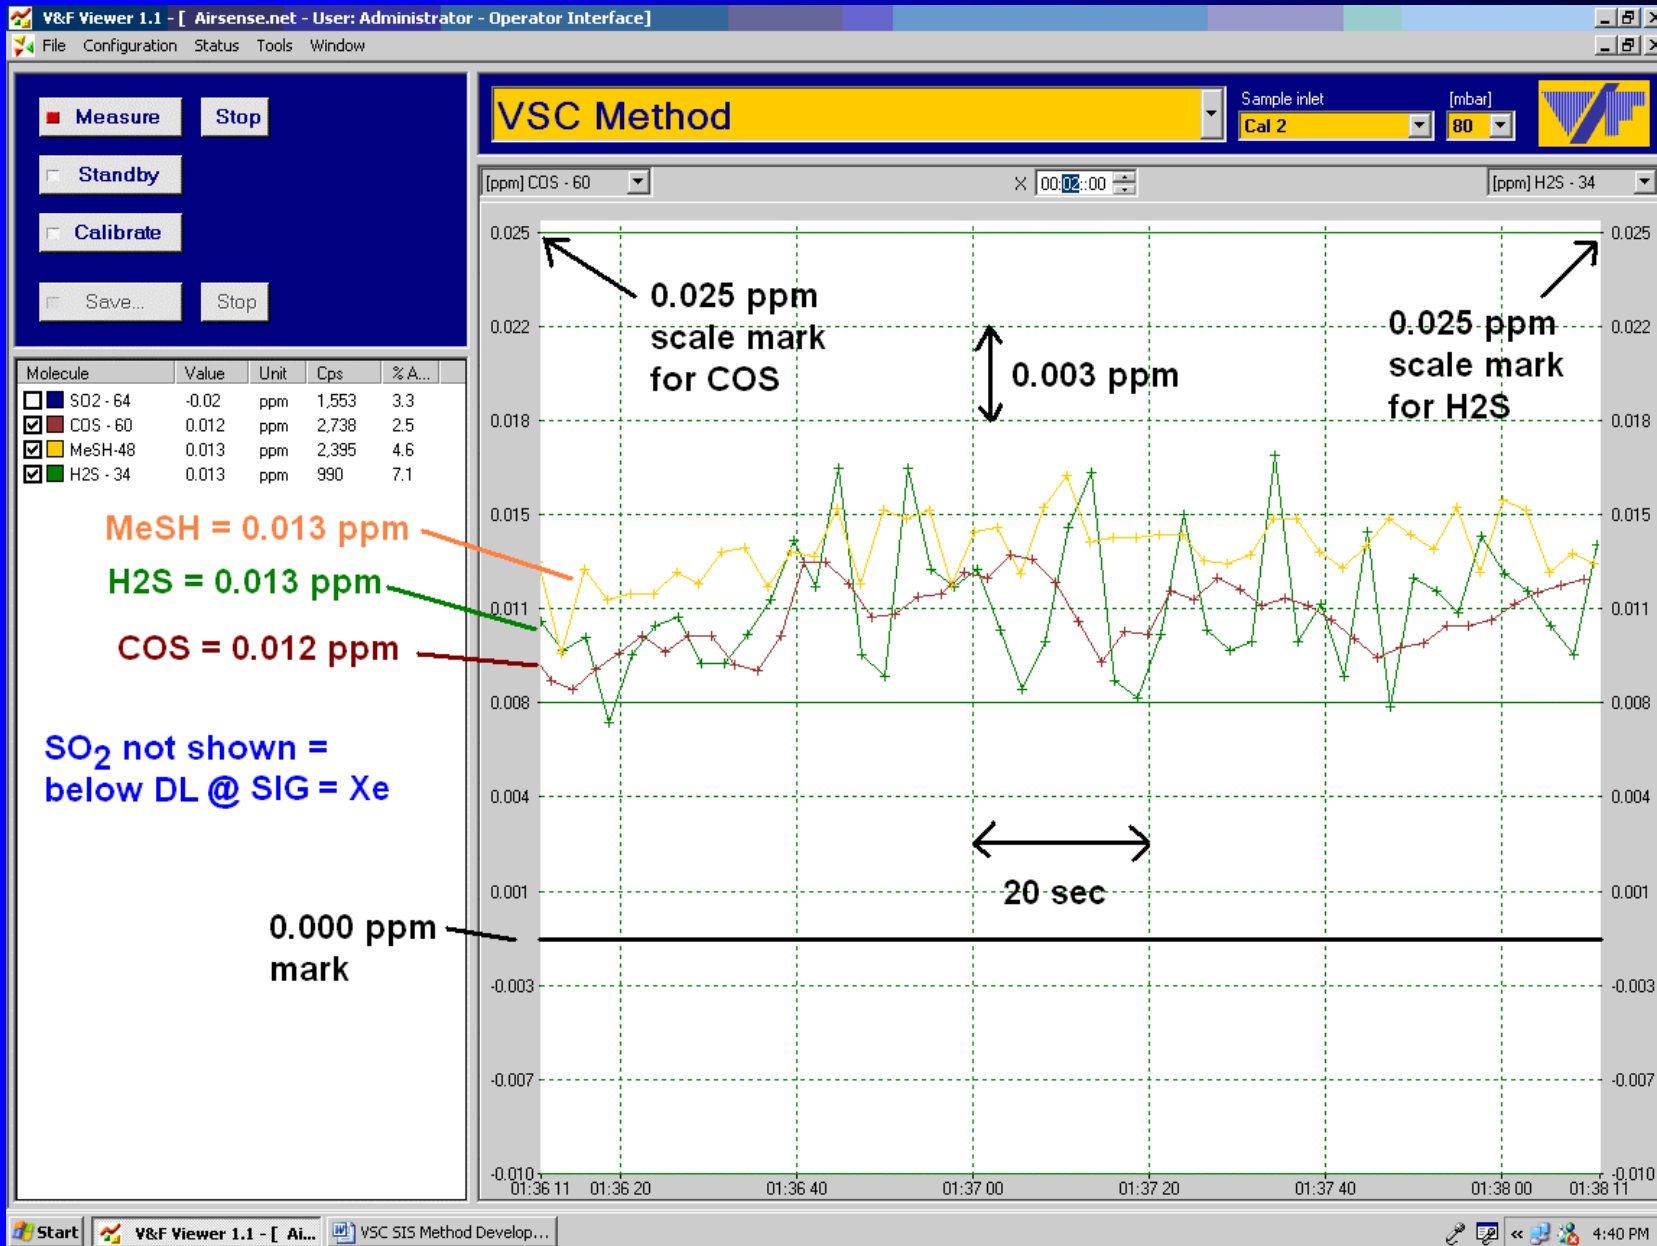 V&F Viewer 1.1 - [ Airsense.net - User: Administrator - Operator Interface]
File Configuration Status Tools Window
Measure Stop
Standby
Calibrate
Save... Stop
VSC Method
Sample inlet [mbar]
Cal 2 80
[ppm] COS - 60 X 00:02::00 [ppm] H2S - 34
Molecule Value Unit Cps % A...
SO2 - 64 -0.02 ppm 1,553 3.3
COS - 60 0.012 ppm 2,738 2.5
MeSH-48 0.013 ppm 2,395 4.6
H2S - 34 0.013 ppm 990 7.1
MeSH = 0.013 ppm
H2S = 0.013 ppm
COS = 0.012 ppm
SO2 not shown =
below DL @ SIG = Xe
0.000 ppm
mark
0.025
0.022
0.018
0.015
0.011
0.008
0.004
0.001
-0.003
-0.007
-0.010
0.025 ppm
scale mark
for COS
0.003 ppm
0.025 ppm
scale mark
for H2S
20 sec
0.025
0.022
0.018
0.015
0.011
0.008
0.004
0.001
-0.003
-0.007
-0.010
01:36 11 01:36 20 01:36 40 01:37 00 01:37 20 01:37 40 01:38 00 01:38 11
Start V&F Viewer 1.1 - [ Ai... VSC SIS Method Develop... « 4:40 PM